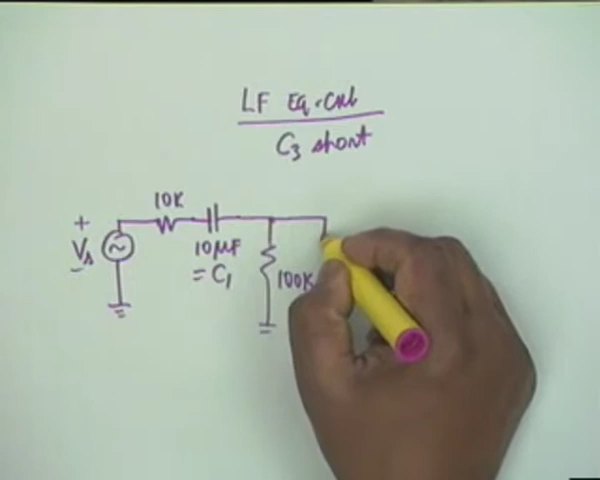 LF Eq. Ckt
C3 short
10K
+
Vs
-
10μF
= C1
100K